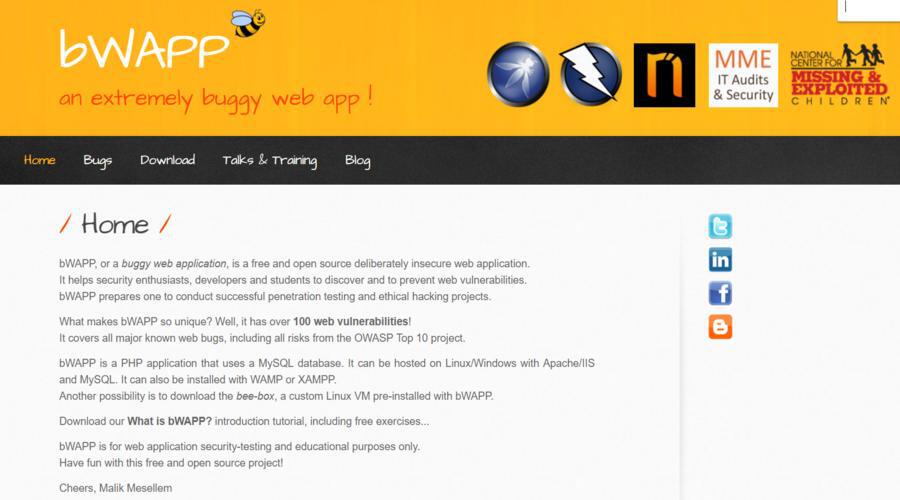 bWAPP
an extremely buggy web app !
n
MME
IT Audits
& Security
NATIONAL
CENTER FOR
MISSING &
EXPLOITED
CHILDREN®
Home
Bugs
Download
Talks & Training
Blog
/ Home /
bWAPP, or a buggy web application, is a free and open source deliberately insecure web application.
It helps security enthusiasts, developers and students to discover and to prevent web vulnerabilities.
bWAPP prepares one to conduct successful penetration testing and ethical hacking projects.
What makes bWAPP so unique? Well, it has over 100 web vulnerabilities!
It covers all major known web bugs, including all risks from the OWASP Top 10 project.
bWAPP is a PHP application that uses a MySQL database. It can be hosted on Linux/Windows with Apache/IIS
and MySQL. It can also be installed with WAMP or XAMPP.
Another possibility is to download the bee-box, a custom Linux VM pre-installed with bWAPP.
Download our What is bWAPP? introduction tutorial, including free exercises...
bWAPP is for web application security-testing and educational purposes only.
Have fun with this free and open source project!
Cheers, Malik Mesellem
t
in
f
B